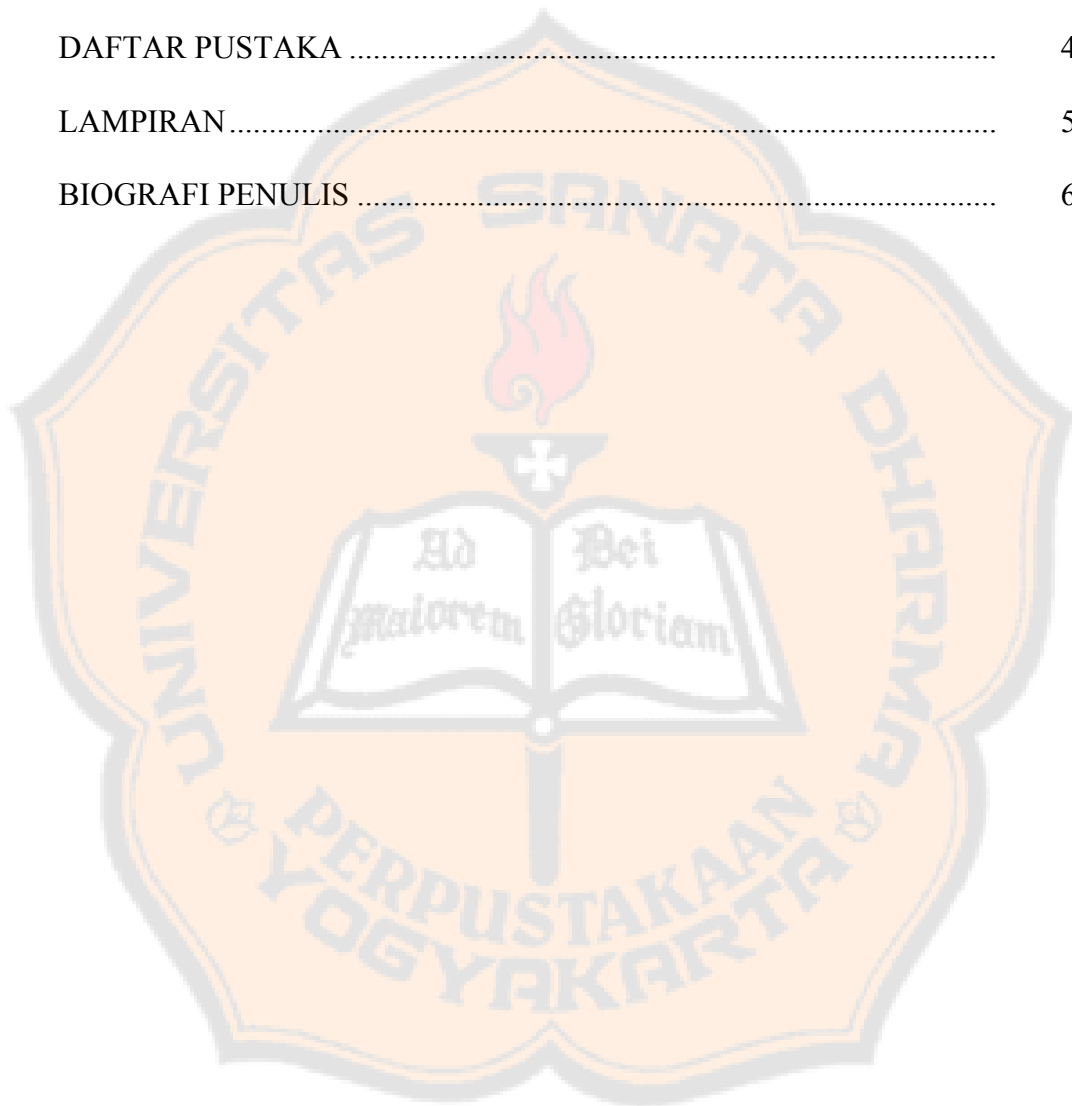 DAFTAR PUSTAKA ................................................................................ 4
LAMPIRAN ............................................................................................... 5
BIOGRAFI PENULIS ................................................................................ 6
UNIVERSITAS SANATA DHARMA
Ad Dei
Maiorem Gloriam
PERPUSTAKAAN
YOGYAKARTA